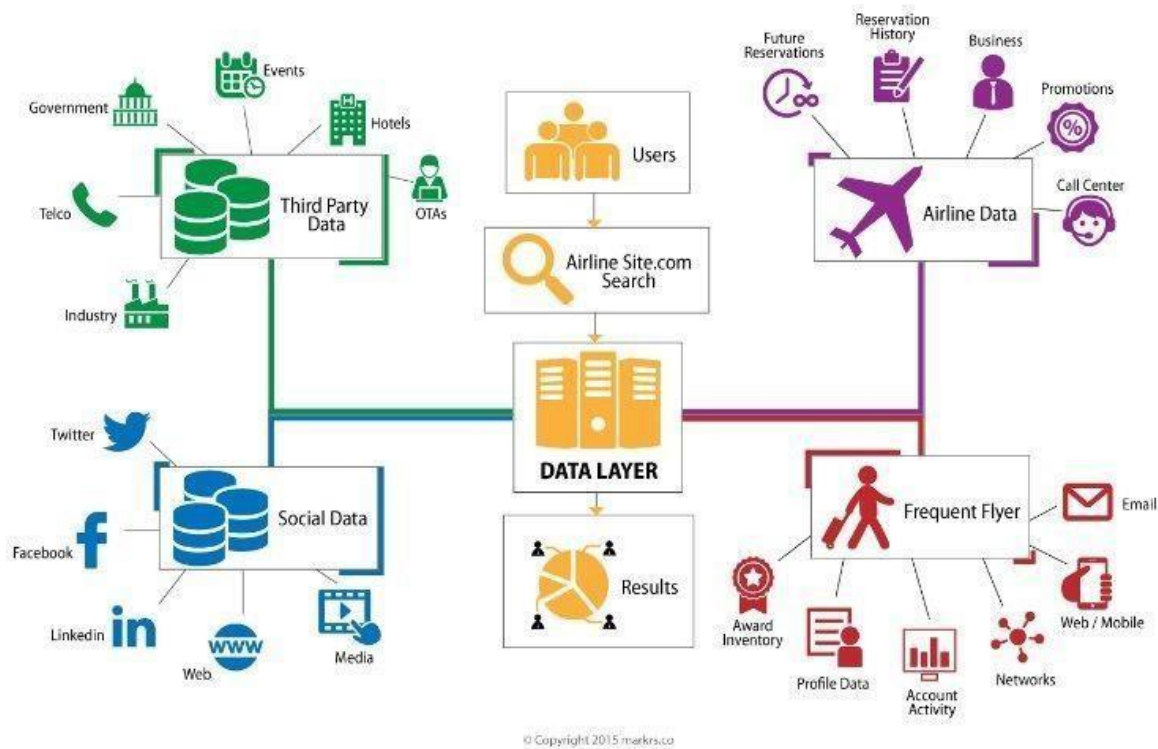 Government
Events
Hotels
OTAs
Telco
Industry
Third Party
Data
Users
Airline Site.com
Search
DATA LAYER
Results
Future
Reservations
Reservation
History
Business
Promotions
%
Call Center
Airline Data
Twitter
Facebook
f
Linkedin
in
Web
www
Media
Social Data
Frequent Flyer
Email
Web / Mobile
Networks
Account
Activity
Profile Data
Award
Inventory
H
© Copyright 2015 markrs.co